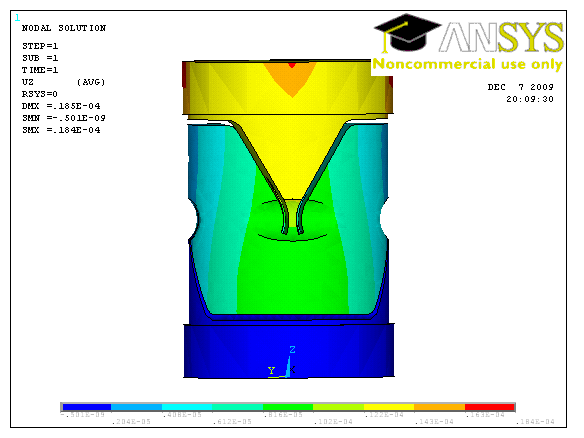 1
NODAL SOLUTION
STEP=1
SUB =1
TIME=1
UZ (AVG)
RSYS=0
DMX =.185E-04
SMN =-.501E-09
SMX =.184E-04
ANSYS
Noncommercial use only
DEC 7 2009
20:09:30
Z
Y X
-.501E-09 .408E-05 .816E-05 .122E-04 .163E-04
.204E-05 .612E-05 .102E-04 .143E-04 .184E-04